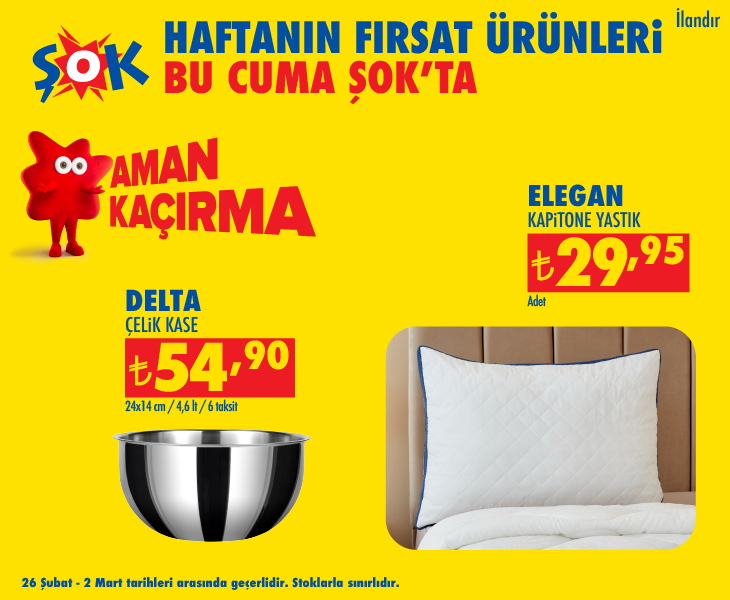 ŞOK
HAFTANIN FIRSAT ÜRÜNLERİ
BU CUMA ŞOK'TA
İlandır
AMAN
KAÇIRMA
ELEGAN
KAPİTONE YASTIK
₺29,95
Adet
DELTA
ÇELİK KASE
₺54,90
24x14 cm / 4,6 lt / 6 taksit
26 Şubat - 2 Mart tarihleri arasında geçerlidir. Stoklarla sınırlıdır.